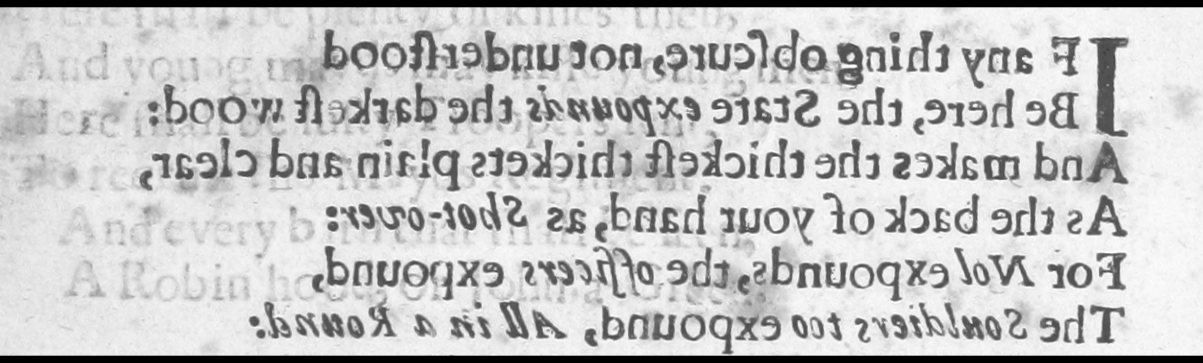 IF any thing obſcure, not underſtood
Be here, the State expounds the darkeſt wood:
And makes the thickeſt thickets plain and clear,
As the back of your hand, as Shot-over:
For Nol expounds, the officers expound,
The Souldiers too expound, All in a Round: